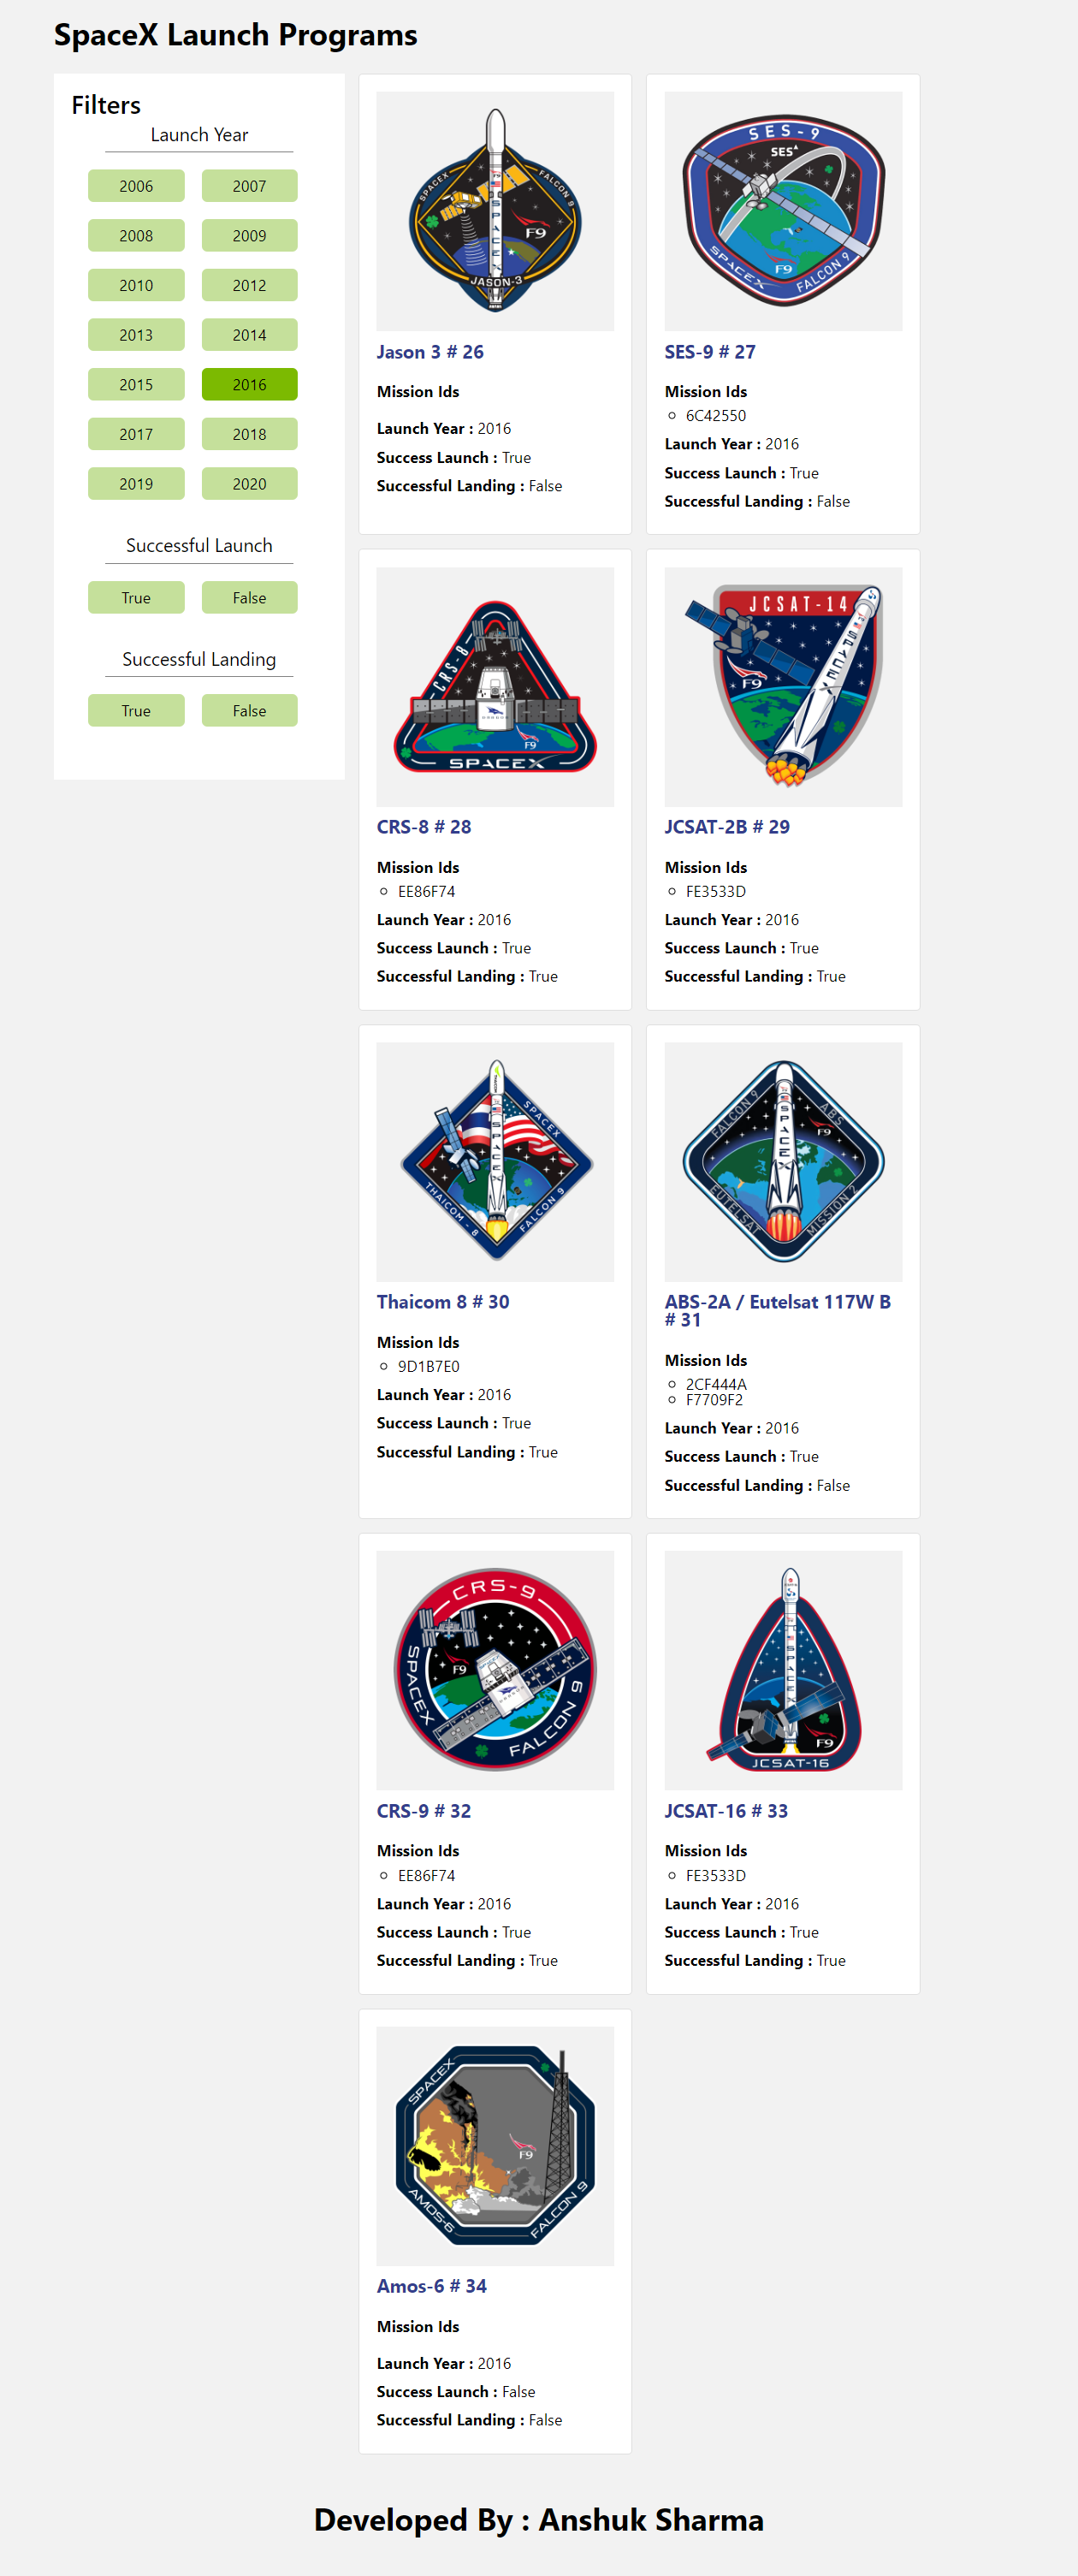 SpaceX Launch Programs
Filters
Launch Year
2006 2007
2008 2009
2010 2012
2013 2014
2015 2016
2017 2018
2019 2020
Successful Launch
True False
Successful Landing
True False
SPACEX
FALCON 9
F9
SPACEX
JASON-3
Jason 3 # 26
Mission Ids
Launch Year : 2016
Success Launch : True
Successful Landing : False
SES-9
SES
F9
SPACEX
FALCON 9
SES-9 # 27
Mission Ids
6C42550
Launch Year : 2016
Success Launch : True
Successful Landing : False
CRS-8
F9
SPACEX
CRS-8 # 28
Mission Ids
EE86F74
Launch Year : 2016
Success Launch : True
Successful Landing : True
JCSAT-14
SPACEX
F9
JCSAT-2B # 29
Mission Ids
FE3533D
Launch Year : 2016
Success Launch : True
Successful Landing : True
THAICOM
SPACEX
SPACEX
THAICOM - 8
FALCON 9
Thaicom 8 # 30
Mission Ids
9D1B7E0
Launch Year : 2016
Success Launch : True
Successful Landing : True
FALCON 9
ABS
SPACEX
F9
EUTELSAT
MISSION 2
ABS-2A / Eutelsat 117W B
# 31
Mission Ids
2CF444A
F7709F2
Launch Year : 2016
Success Launch : True
Successful Landing : False
CRS-9
F9
SPACEX
FALCON 9
CRS-9 # 32
Mission Ids
EE86F74
Launch Year : 2016
Success Launch : True
Successful Landing : True
SPACEX
F9
JCSAT-16
JCSAT-16 # 33
Mission Ids
FE3533D
Launch Year : 2016
Success Launch : True
Successful Landing : True
SPACEX
F9
AMOS-6
FALCON 9
Amos-6 # 34
Mission Ids
Launch Year : 2016
Success Launch : False
Successful Landing : False
Developed By : Anshuk Sharma